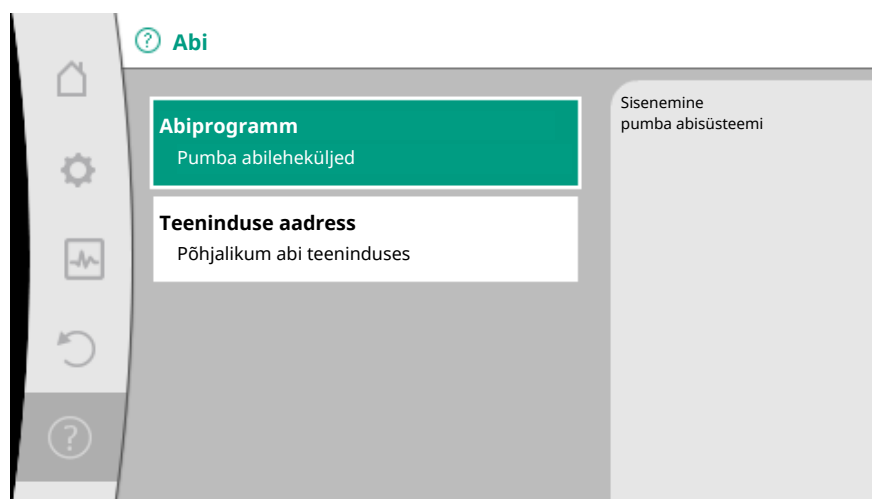 Abi
Abiprogramm
Pumba abileheküljed
Teeninduse aadress
Põhjalikum abi teeninduses
Sisenemine
pumba abisüsteemi